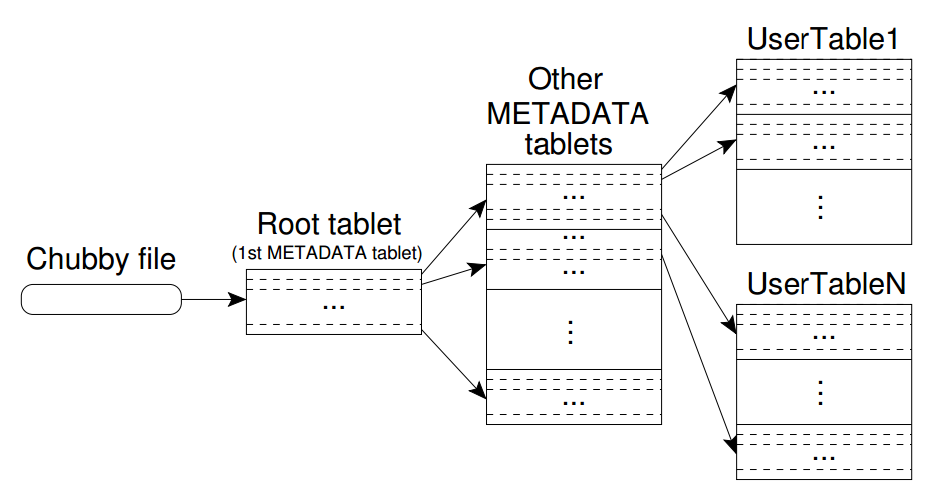 Chubby file
Root tablet
(1st METADATA tablet)
...
Other
METADATA
tablets
...
...
...
⋮
...
UserTable1
...
...
⋮
UserTableN
...
⋮
...